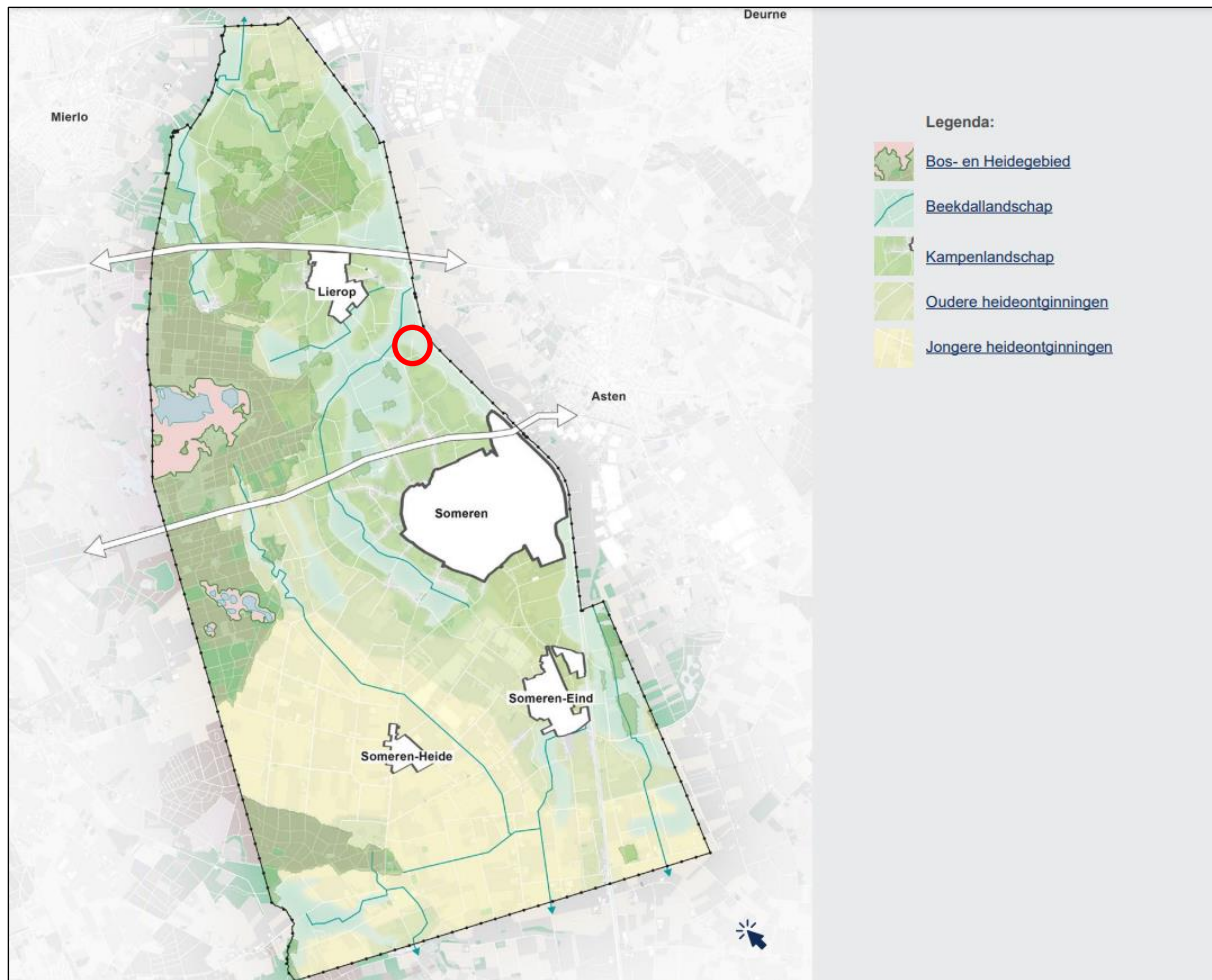 Deurne
Mierlo
Lierop
Asten
Someren
Someren-Eind
Someren-Heide
Legenda:
Bos- en Heidegebied
Beekdallandschap
Kampenlandschap
Oudere heideontginningen
Jongere heideontginningen